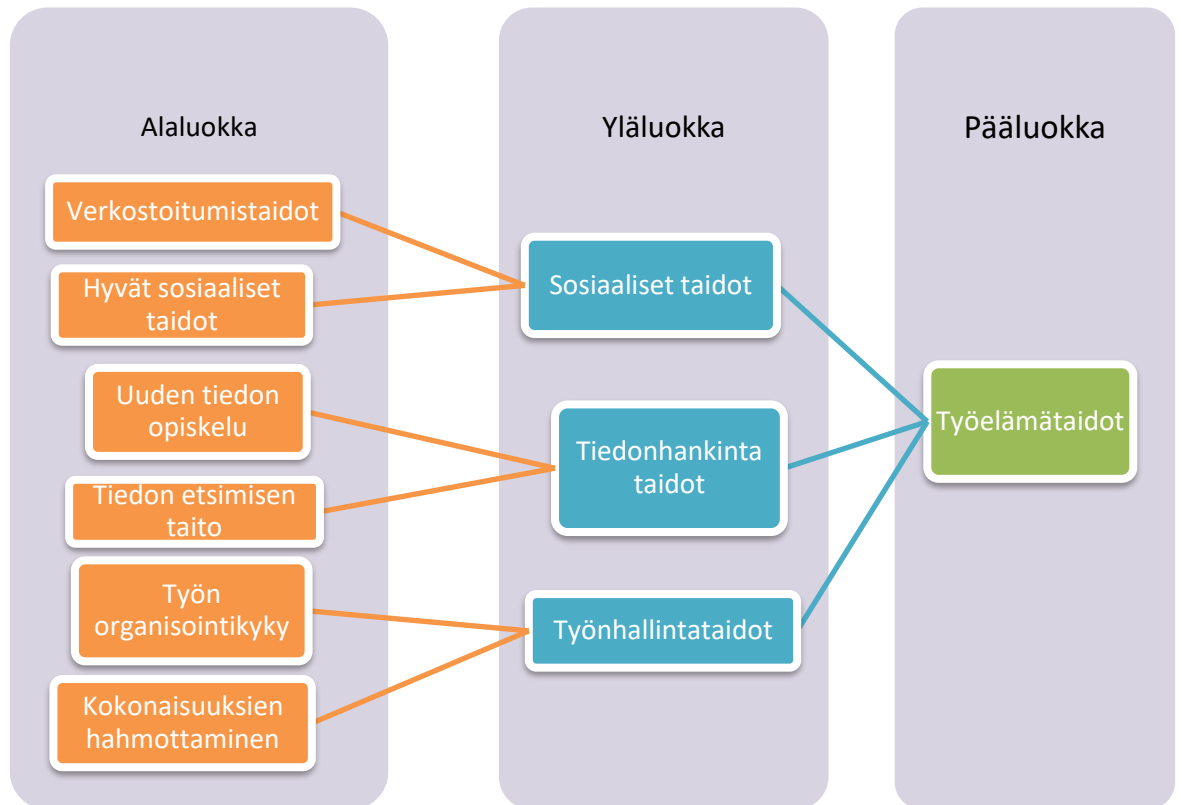 Alaluokka
Verkostoitumistaidot
Hyvät sosiaaliset
taidot
Uuden tiedon
opiskelu
Tiedon etsimisen
taito
Työn
organisointikyky
Kokonaisuuksien
hahmottaminen
Yläluokka
Sosiaaliset taidot
Tiedonhankinta
taidot
Työnhallintataidot
Pääluokka
Työelämätaidot